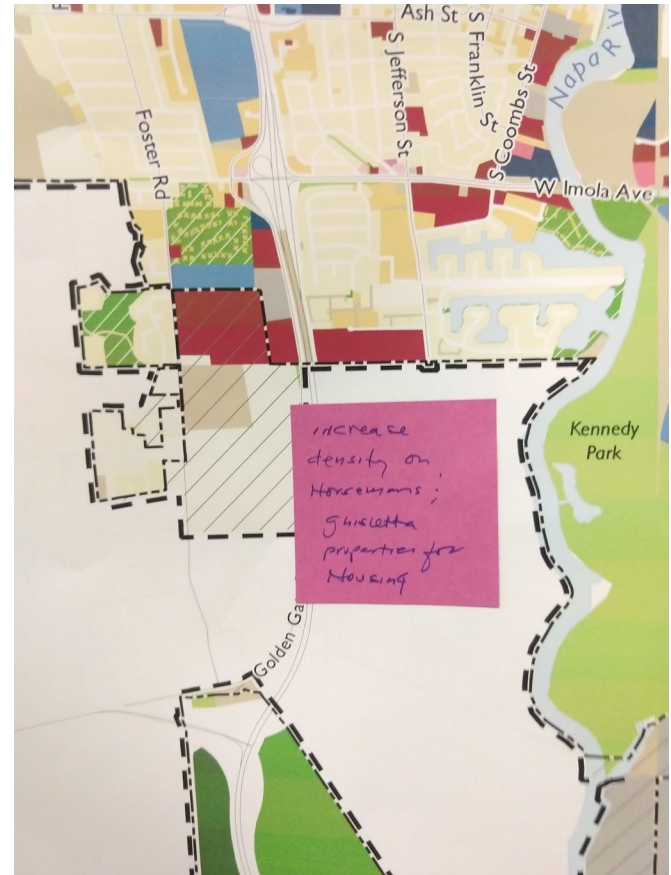 Ash St
S Franklin St
S Jefferson St
S Coombs St
Napa Riv
Foster Rd
W Imola Ave
Kennedy
Park
increase
density on
Horsemans;
ghisletta
properties for
Housing
Golden Ga